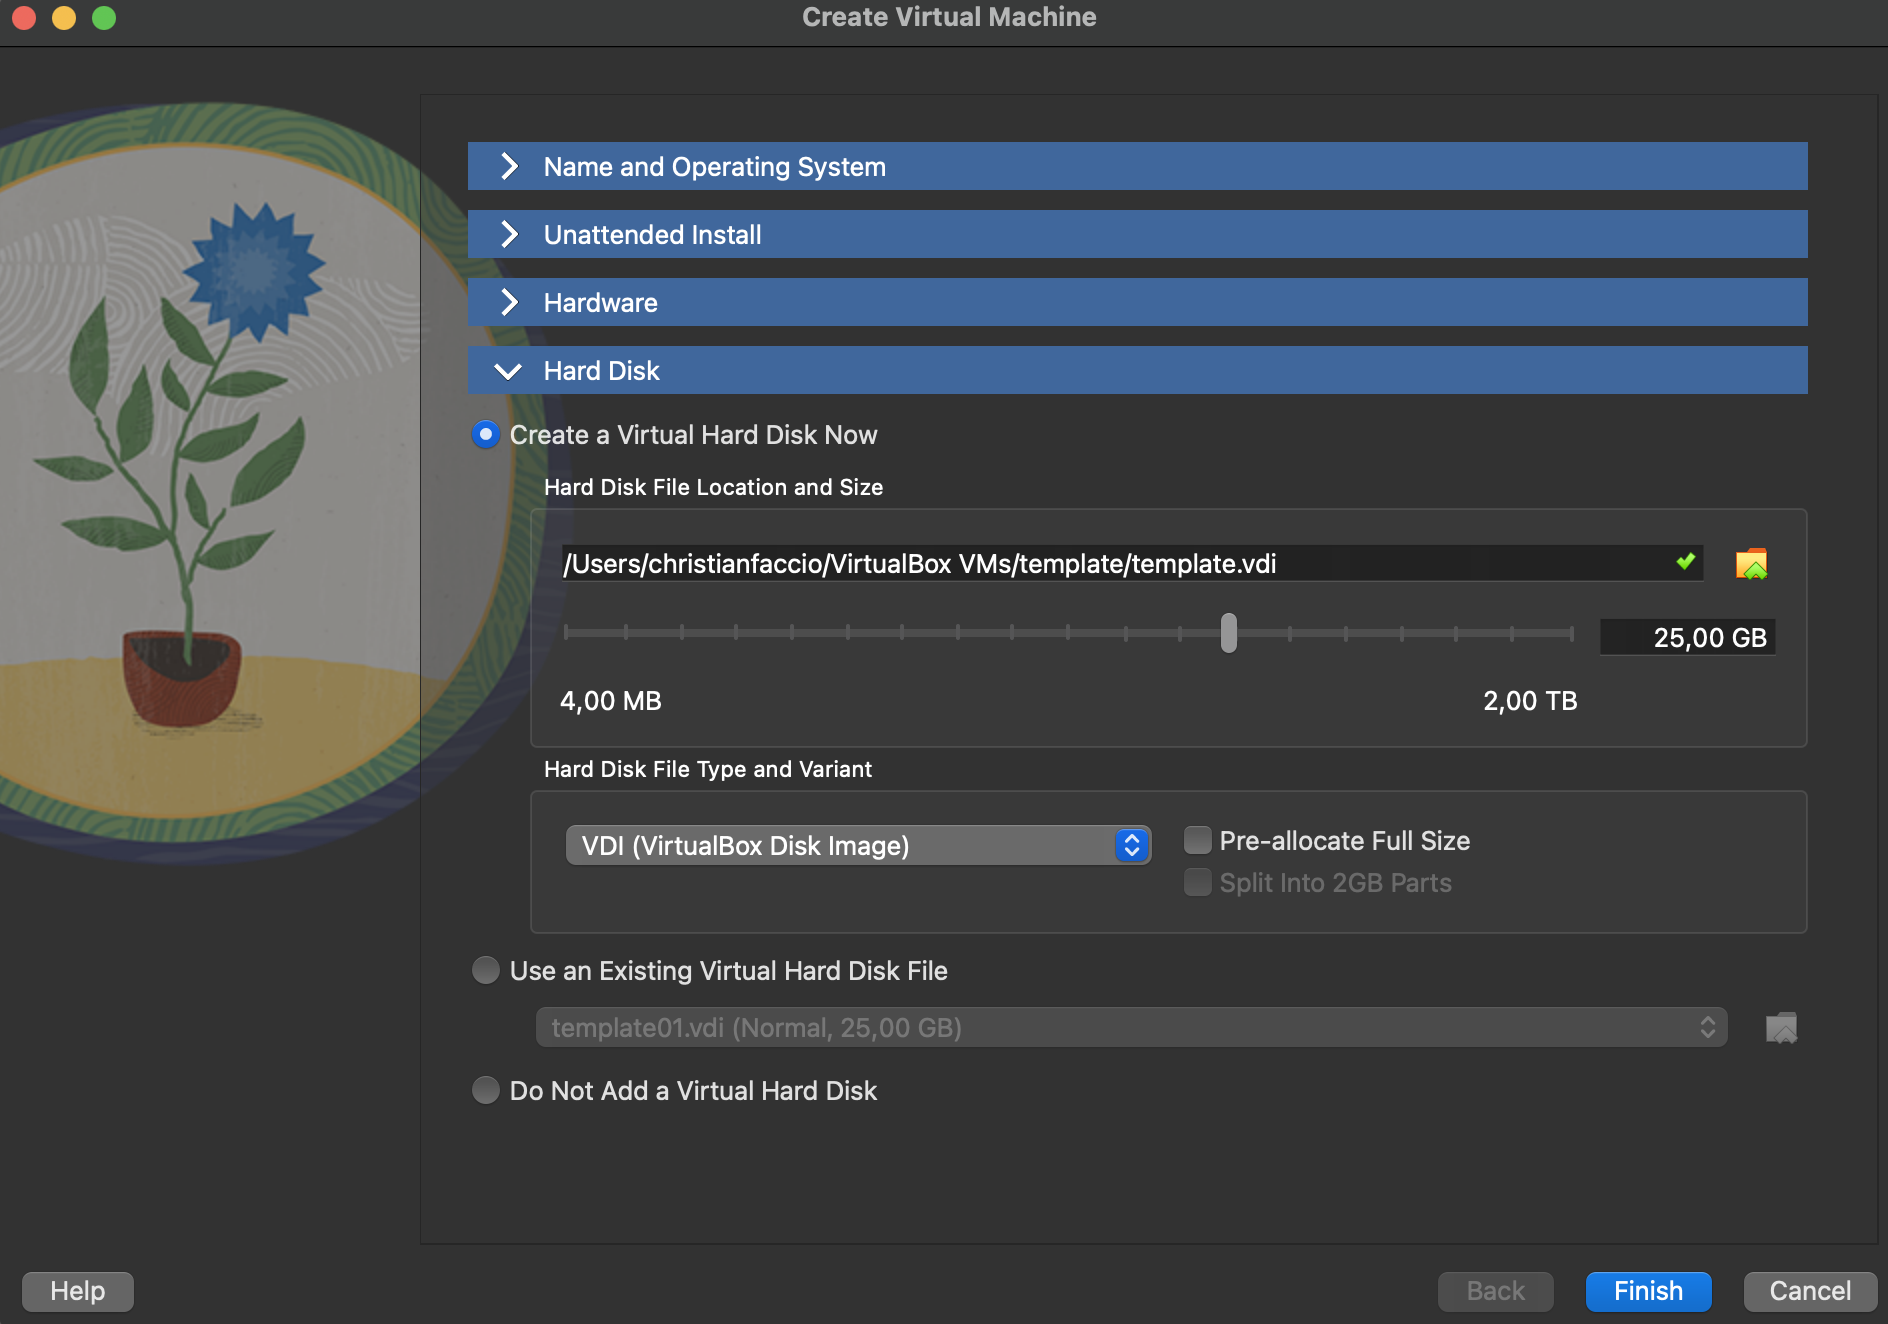 Create Virtual Machine
Name and Operating System
Unattended Install
Hardware
Hard Disk
Create a Virtual Hard Disk Now
Hard Disk File Location and Size
/Users/christianfaccio/VirtualBox VMs/template/template.vdi
25,00 GB
4,00 MB 2,00 TB
Hard Disk File Type and Variant
VDI (VirtualBox Disk Image) Pre-allocate Full Size
Split Into 2GB Parts
Use an Existing Virtual Hard Disk File
template01.vdi (Normal, 25,00 GB)
Do Not Add a Virtual Hard Disk
Help Back Finish Cancel